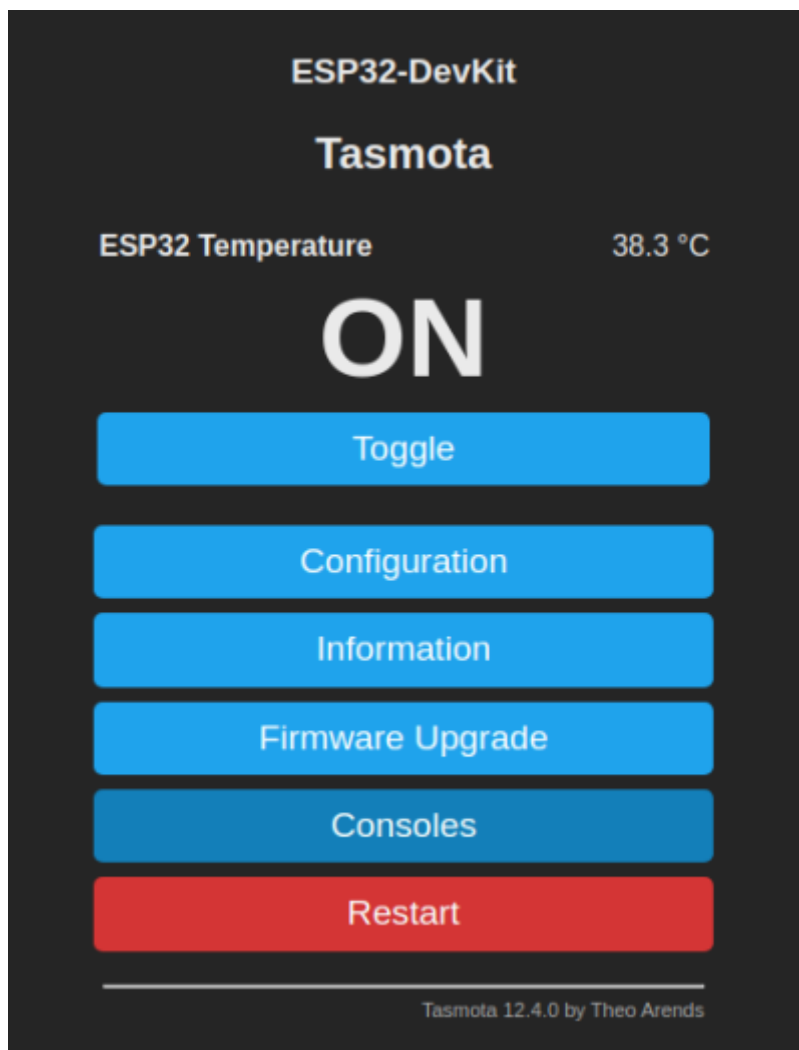 ESP32-DevKit
Tasmota
ESP32 Temperature 38.3 °C
ON
Toggle
Configuration
Information
Firmware Upgrade
Consoles
Restart
Tasmota 12.4.0 by Theo Arends